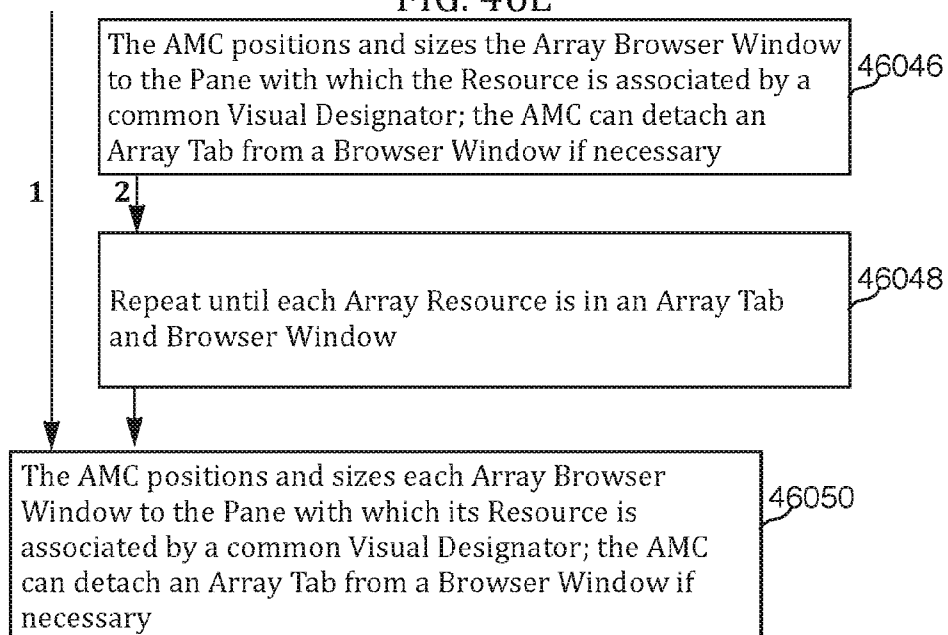 The AMC positions and sizes the Array Browser Window
to the Pane with which the Resource is associated by a
common Visual Designator; the AMC can detach an
Array Tab from a Browser Window if necessary
46046
1
2
Repeat until each Array Resource is in an Array Tab
and Browser Window
46048
The AMC positions and sizes each Array Browser
Window to the Pane with which its Resource is
associated by a common Visual Designator; the AMC
can detach an Array Tab from a Browser Window if
necessary
46050